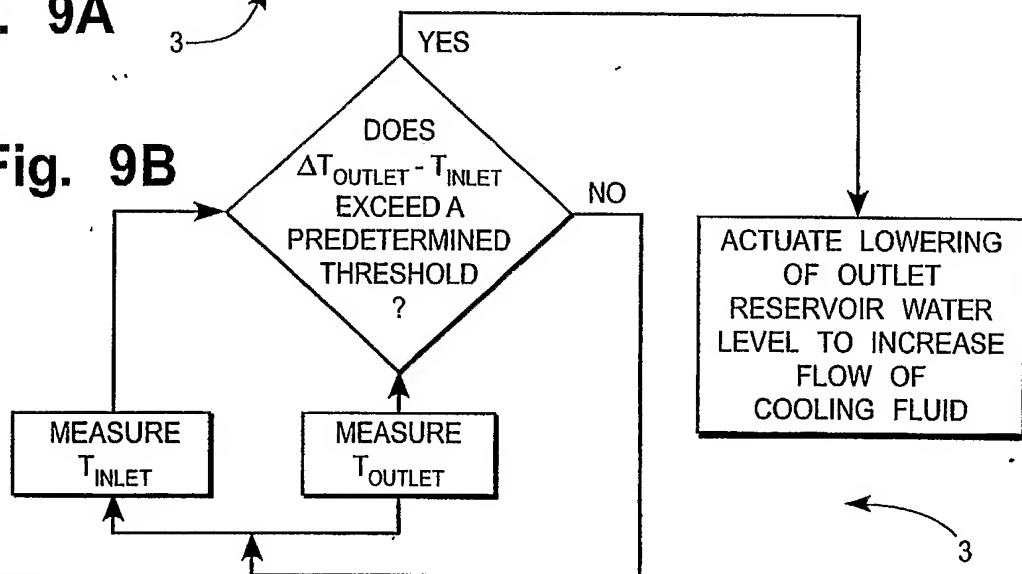 . 9A
3
YES
DOES
ΔT_OUTLET - T_INLET
EXCEED A
PREDETERMINED
THRESHOLD
?
Fig. 9B
NO
ACTUATE LOWERING
OF OUTLET
RESERVOIR WATER
LEVEL TO INCREASE
FLOW OF
COOLING FLUID
MEASURE
T_INLET
MEASURE
T_OUTLET
3